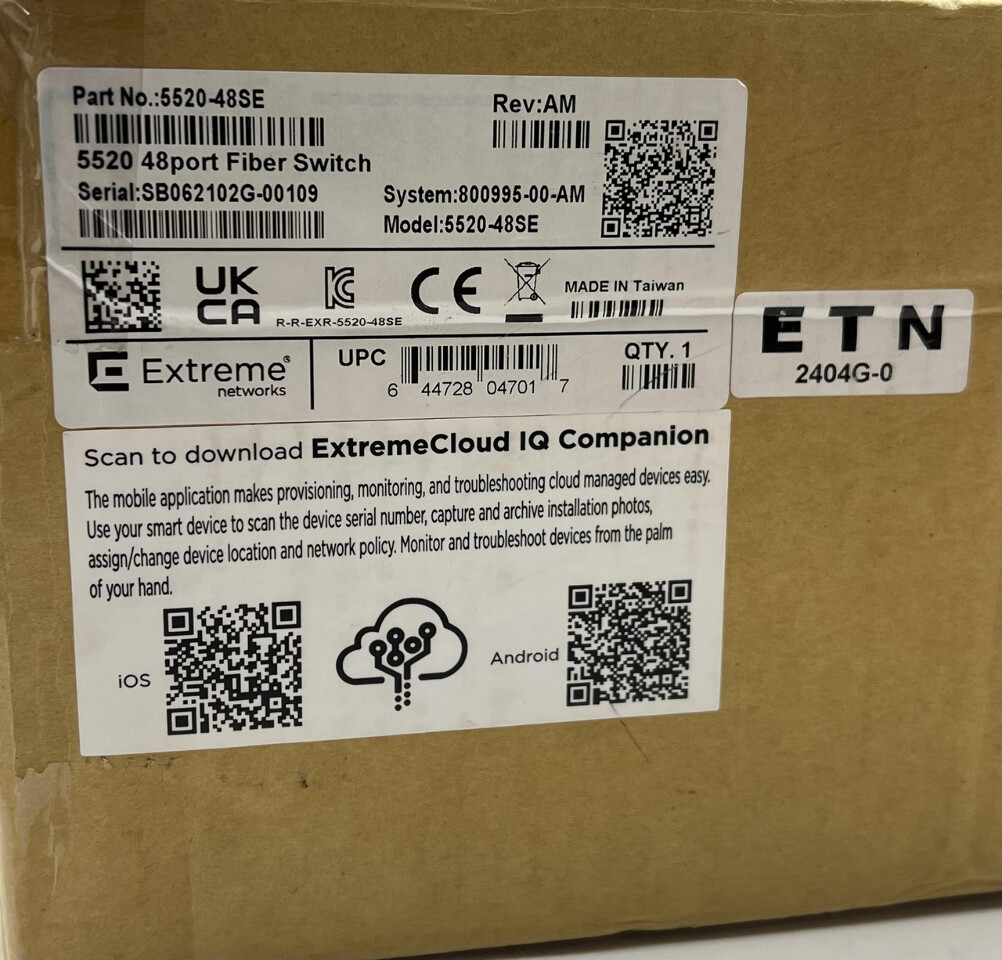 Part No.:5520-48SE
Rev:AM
5520 48port Fiber Switch
Serial:SB062102G-00109
System:800995-00-AM
Model:5520-48SE
UK
CA
R-R-EXR-5520-48SE
CE
MADE IN Taiwan
Extreme®
networks
UPC
6 44728 04701 7
QTY. 1
ETN
2404G-0
Scan to download ExtremeCloud IQ Companion
The mobile application makes provisioning, monitoring, and troubleshooting cloud managed devices easy.
Use your smart device to scan the device serial number, capture and archive installation photos,
assign/change device location and network policy. Monitor and troubleshoot devices from the palm
of your hand.
iOS
Android